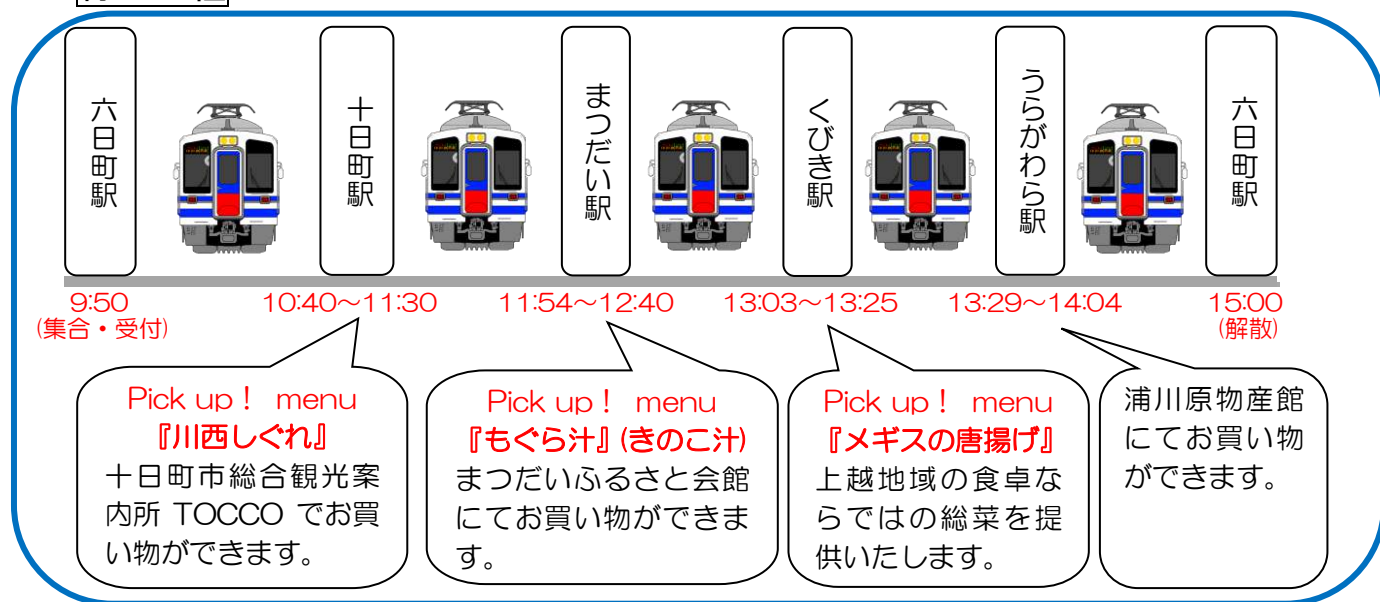 六日町駅
十日町駅
まつだい駅
くびき駅
うらがわら駅
六日町駅
9:50
(集合・受付)
10:40～11:30
11:54～12:40
13:03～13:25
13:29～14:04
15:00
(解散)
Pick up！ menu
『川西しぐれ』
十日町市総合観光案
内所 TOCCO でお買
い物ができます。
Pick up！ menu
『もぐら汁』(きのこ汁)
まつだいふるさと会館
にてお買い物ができま
す。
Pick up！ menu
『メギスの唐揚げ』
上越地域の食卓な
らではの総菜を提
供いたします。
浦川原物産館
にてお買い物
ができます。